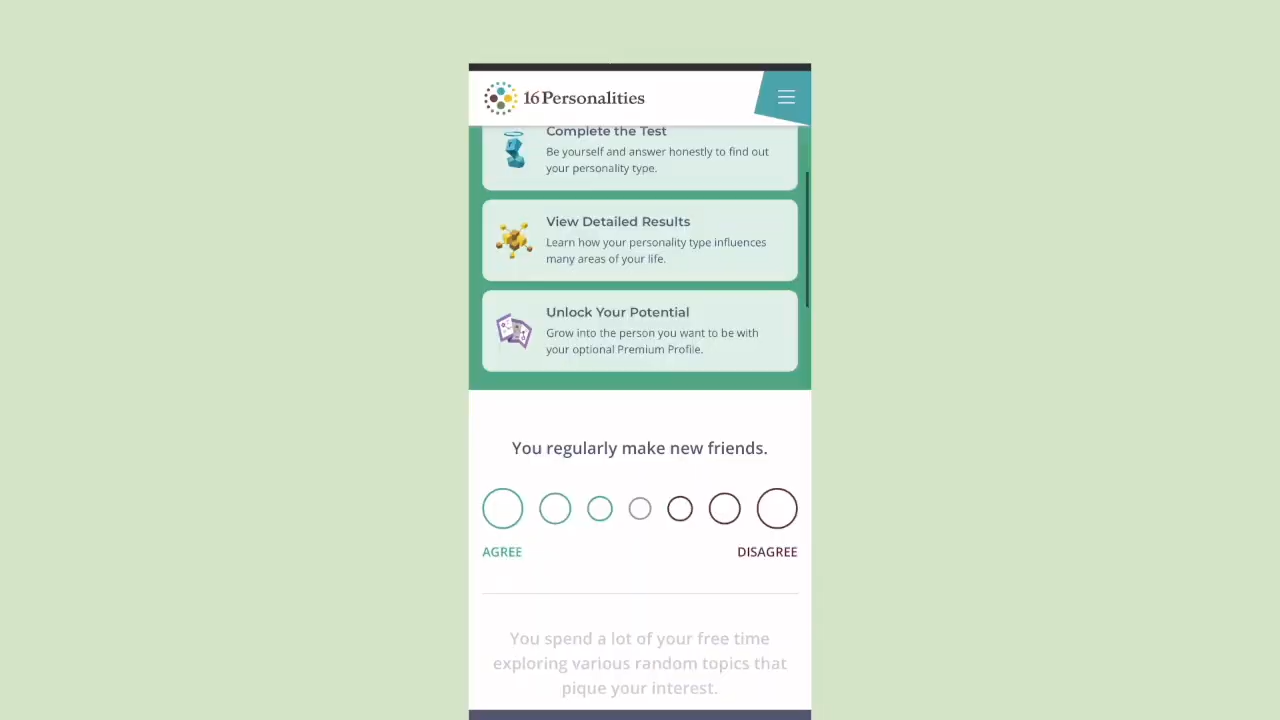 16Personalities
Complete the Test
Be yourself and answer honestly to find out
your personality type.
View Detailed Results
Learn how your personality type influences
many areas of your life.
Unlock Your Potential
Grow into the person you want to be with
your optional Premium Profile.
You regularly make new friends.
AGREE DISAGREE
You spend a lot of your free time
exploring various random topics that
pique your interest.